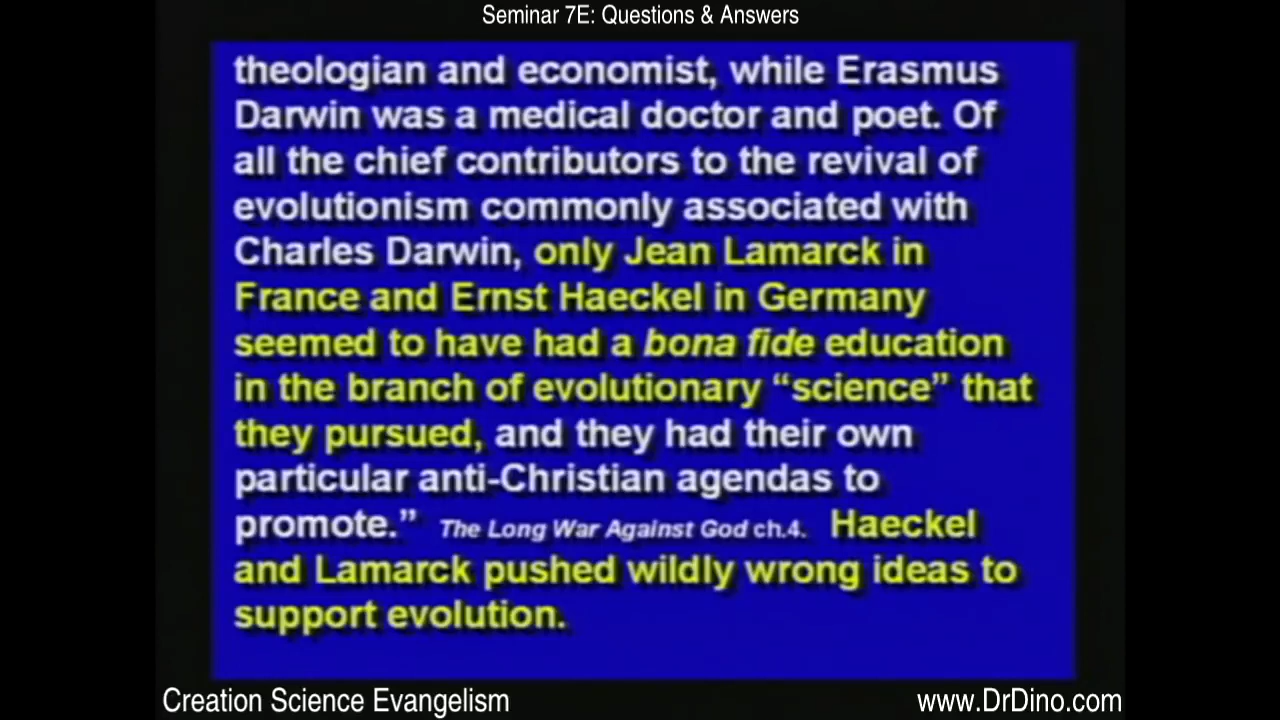 Seminar 7E: Questions & Answers
theologian and economist, while Erasmus
Darwin was a medical doctor and poet. Of
all the chief contributors to the revival of
evolutionism commonly associated with
Charles Darwin, only Jean Lamarck in
France and Ernst Haeckel in Germany
seemed to have had a bona fide education
in the branch of evolutionary “science” that
they pursued, and they had their own
particular anti-Christian agendas to
promote.” The Long War Against God ch.4. Haeckel
and Lamarck pushed wildly wrong ideas to
support evolution.
Creation Science Evangelism
www.DrDino.com